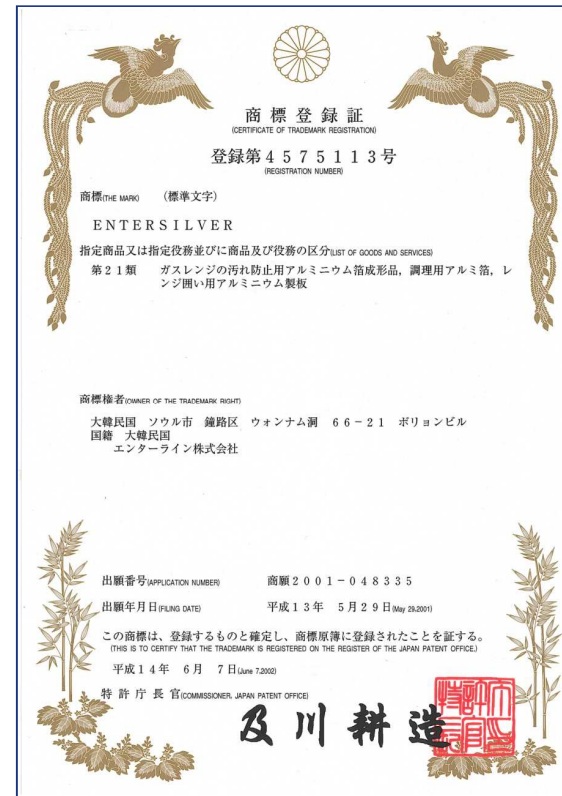 商標登録証
(CERTIFICATE OF TRADEMARK REGISTRATION)
登録第4575113号
(REGISTRATION NUMBER)
商標(THE MARK) (標準文字)
ENTERSILVER
指定商品又は指定役務並びに商品及び役務の区分(LIST OF GOODS AND SERVICES)
第21類 ガスレンジの汚れ防止用アルミニウム箔成形品,調理用アルミ箔,レ
ンジ囲い用アルミニウム製板
商標権者(OWNER OF THE TRADEMARK RIGHT)
大韓民国 ソウル市 鐘路区 ウォンナム洞 66-21 ボリョンビル
国籍 大韓民国
エンターライン株式会社
出願番号(APPLICATION NUMBER) 商願2001-048335
出願年月日(FILING DATE) 平成13年 5月29日(May 29,2001)
この商標は、登録するものと確定し、商標原簿に登録されたことを証する。
(THIS IS TO CERTIFY THAT THE TRADEMARK IS REGISTERED ON THE REGISTER OF THE JAPAN PATENT OFFICE.)
平成14年 6月 7日(June 7,2002)
特許庁長官(COMMISSIONER, JAPAN PATENT OFFICE)
及川耕造